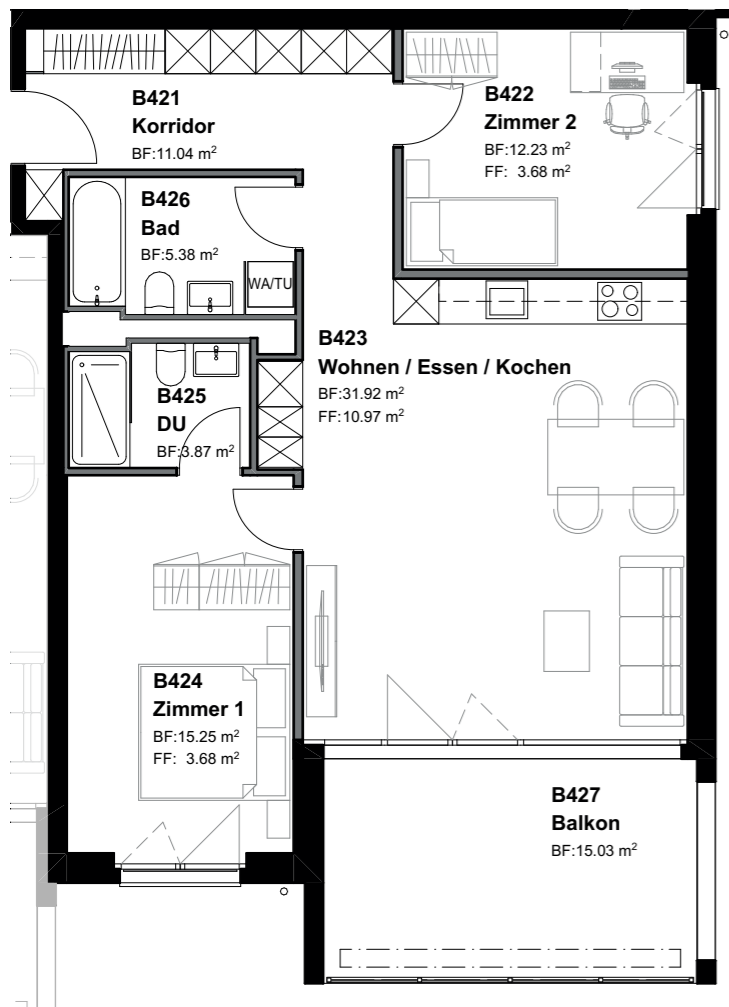 B421
Korridor
BF:11.04 m²
B422
Zimmer 2
BF:12.23 m²
FF: 3.68 m²
B426
Bad
BF:5.38 m²
WA/TU
B423
Wohnen / Essen / Kochen
BF:31.92 m²
FF:10.97 m²
B425
DU
BF:3.87 m²
B424
Zimmer 1
BF:15.25 m²
FF: 3.68 m²
B427
Balkon
BF:15.03 m²